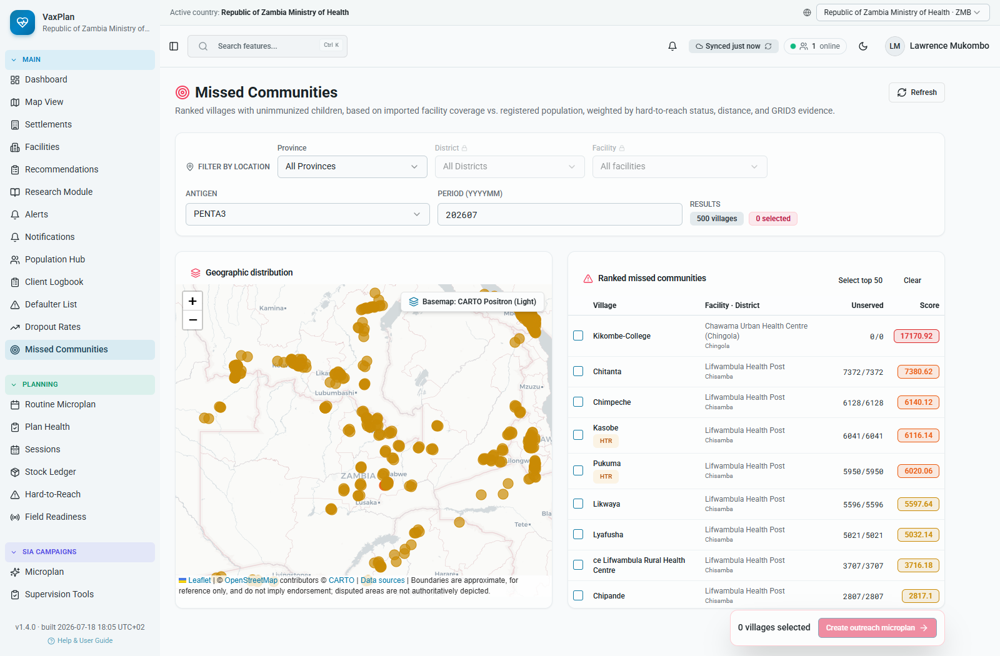 VaxPlan
Republic of Zambia Ministry of...
MAIN
Dashboard
Map View
Settlements
Facilities
Recommendations
Research Module
Alerts
Notifications
Population Hub
Client Logbook
Defaulter List
Dropout Rates
Missed Communities
PLANNING
Routine Microplan
Plan Health
Sessions
Stock Ledger
Hard-to-Reach
Field Readiness
SIA CAMPAIGNS
Microplan
Supervision Tools
v1.4.0 · built 2026-07-18 18:05 UTC+02
Help & User Guide
Active country: Republic of Zambia Ministry of Health
Republic of Zambia Ministry of Health · ZMB
Search features...
Ctrl K
Synced just now
1 online
LM
Lawrence Mukombo
Missed Communities
Refresh
Ranked villages with unimmunized children, based on imported facility coverage vs. registered population, weighted by hard-to-reach status, distance, and GRID3 evidence.
FILTER BY LOCATION
Province
All Provinces
District
All Districts
Facility
All facilities
ANTIGEN
PENTA3
PERIOD (YYYYMM)
202607
RESULTS
500 villages
0 selected
Geographic distribution
+
−
Basemap: CARTO Positron (Light)
Kamina
Lubumbashi
Mzuzu
ZAMBIA
Lusaka
Tete
Harare
Livingstone
Leaflet | © OpenStreetMap contributors © CARTO | Data sources | Boundaries are approximate, for
reference only, and do not imply endorsement; disputed areas are not authoritatively depicted.
Ranked missed communities
Select top 50
Clear
Village
Facility · District
Unserved
Score
Kikombe-College
Chawama Urban Health Centre
(Chingola)
Chingola
0/0
17170.92
Chitanta
Lifwambula Health Post
Chisamba
7372/7372
7380.62
Chimpeche
Lifwambula Health Post
Chisamba
6128/6128
6140.12
Kasobe
HTR
Lifwambula Health Post
Chisamba
6041/6041
6116.14
Pukuma
HTR
Lifwambula Health Post
Chisamba
5950/5950
6020.06
Likwaya
Lifwambula Health Post
Chisamba
5596/5596
5597.64
Lyafusha
Lifwambula Health Post
Chisamba
5021/5021
5032.14
ce Lifwambula Rural Health
Centre
Lifwambula Health Post
Chisamba
3707/3707
3716.18
Chipande
Lifwambula Health Post
Chisamba
2807/2807
2817.1
0 villages selected
Create outreach microplan